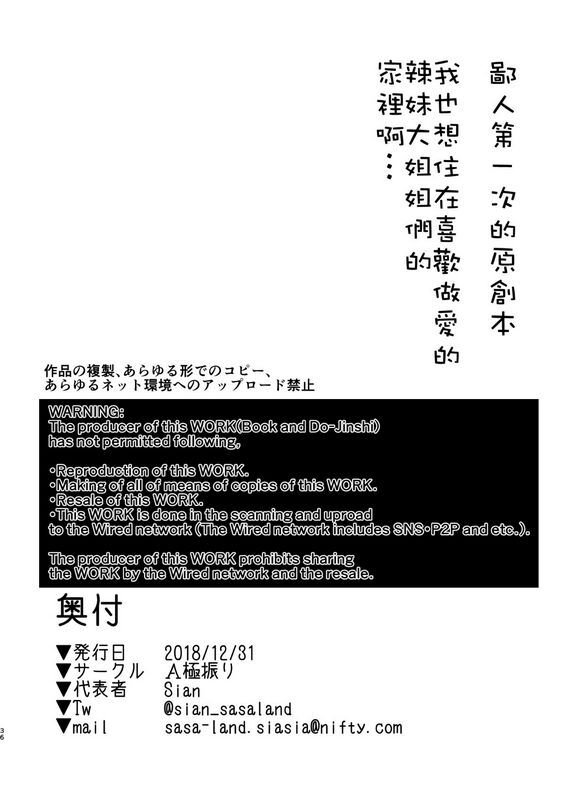 鄙人第一次的原創本
我也想住在喜歡做愛的
辣妹大姐姐們的
家裡啊…
作品の複製、あらゆる形でのコピー、
あらゆるネット環境へのアップロード禁止
WARNING:
The producer of this WORK(Book and Do-Jinshi)
has not permitted following,
・Reproduction of this WORK.
・Making of all of means of copies of this WORK.
・Resale of this WORK.
・This WORK is done in the scanning and uproad
to the Wired network (The Wired network includes SNS・P2P and etc.).
The producer of this WORK prohibits sharing
the WORK by the Wired network and the resale.
奥付
▼発行日 2018/12/31
▼サークル A極振り
▼代表者 Sian
▼Tw @sian_sasaland
▼mail sasa-land.siasia@nifty.com
36